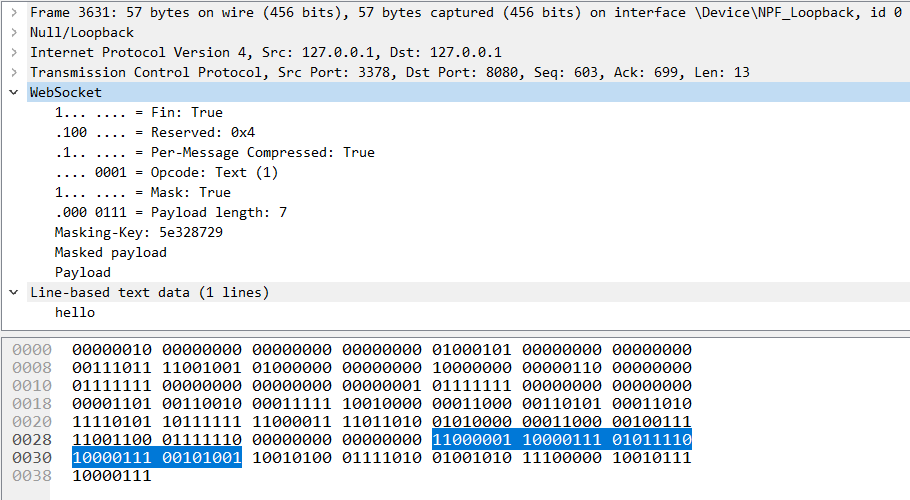 Frame 3631: 57 bytes on wire (456 bits), 57 bytes captured (456 bits) on interface \Device\NPF_Loopback, id 0
Null/Loopback
Internet Protocol Version 4, Src: 127.0.0.1, Dst: 127.0.0.1
Transmission Control Protocol, Src Port: 3378, Dst Port: 8080, Seq: 603, Ack: 699, Len: 13
WebSocket
1... .... = Fin: True
.100 .... = Reserved: 0x4
.1.. .... = Per-Message Compressed: True
.... 0001 = Opcode: Text (1)
1... .... = Mask: True
.000 0111 = Payload length: 7
Masking-Key: 5e328729
Masked payload
Payload
Line-based text data (1 lines)
hello
0000 00000010 00000000 00000000 00000000 01000101 00000000 00000000
0008 00111011 11001001 01000000 00000000 10000000 00000110 00000000
0010 01111111 00000000 00000000 00000001 01111111 00000000 00000000
0018 00001101 00110010 00011111 10010000 00011000 00110101 00011010
0020 11110101 10111111 11000011 11011010 01010000 00011000 00100111
0028 11001100 01111110 00000000 00000000 11000001 10000111 01011110
0030 10000111 00101001 10010100 01111010 01001010 11100000 10010111
0038 10000111